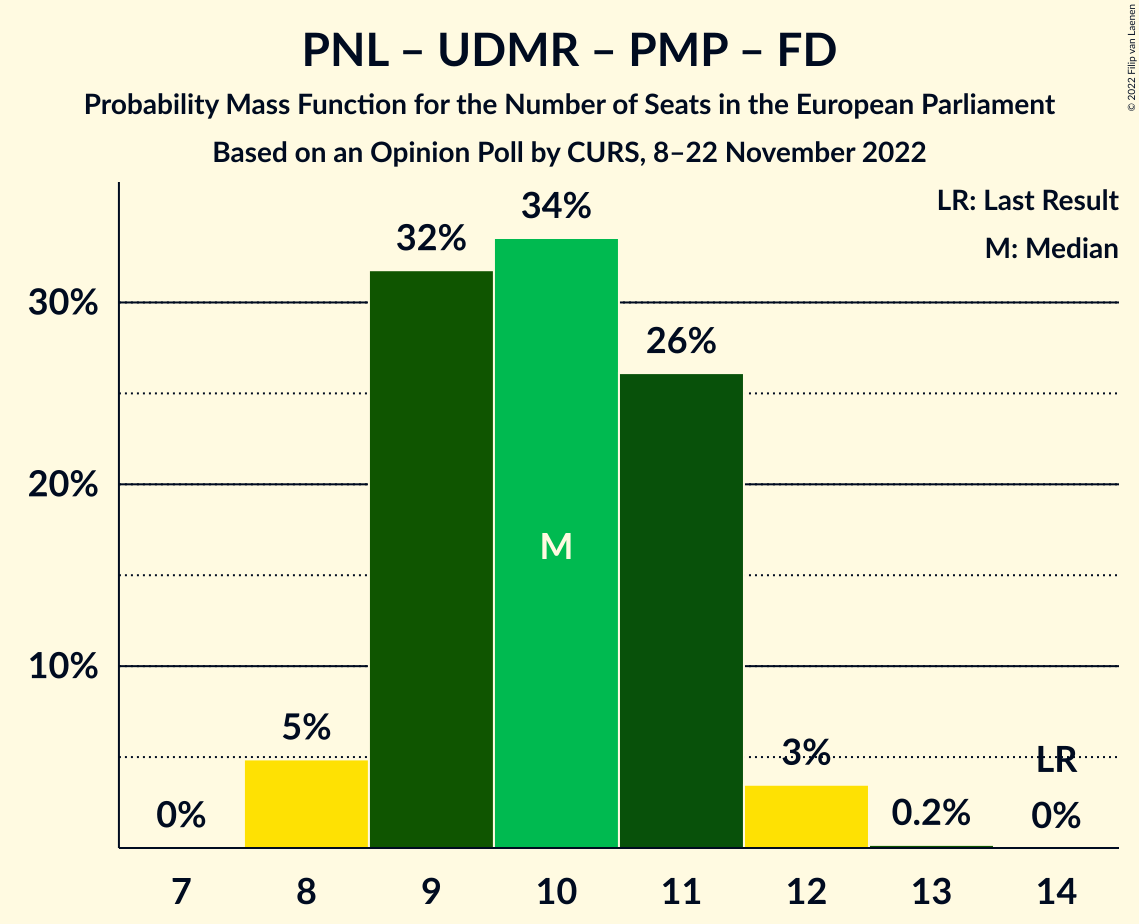 PNL – UDMR – PMP – FD
Probability Mass Function for the Number of Seats in the European Parliament
Based on an Opinion Poll by CURS, 8–22 November 2022
© 2022 Filip van Laenen
LR: Last Result
M: Median
34%
32%
30%
26%
20%
M
10%
5%
3%
LR
0%
0.2%
0%
7 8 9 10 11 12 13 14